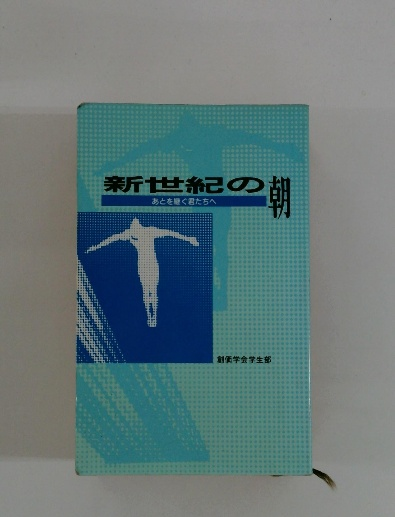 新世紀の朝
あとを継ぐ君たちへ
創価学会学生部